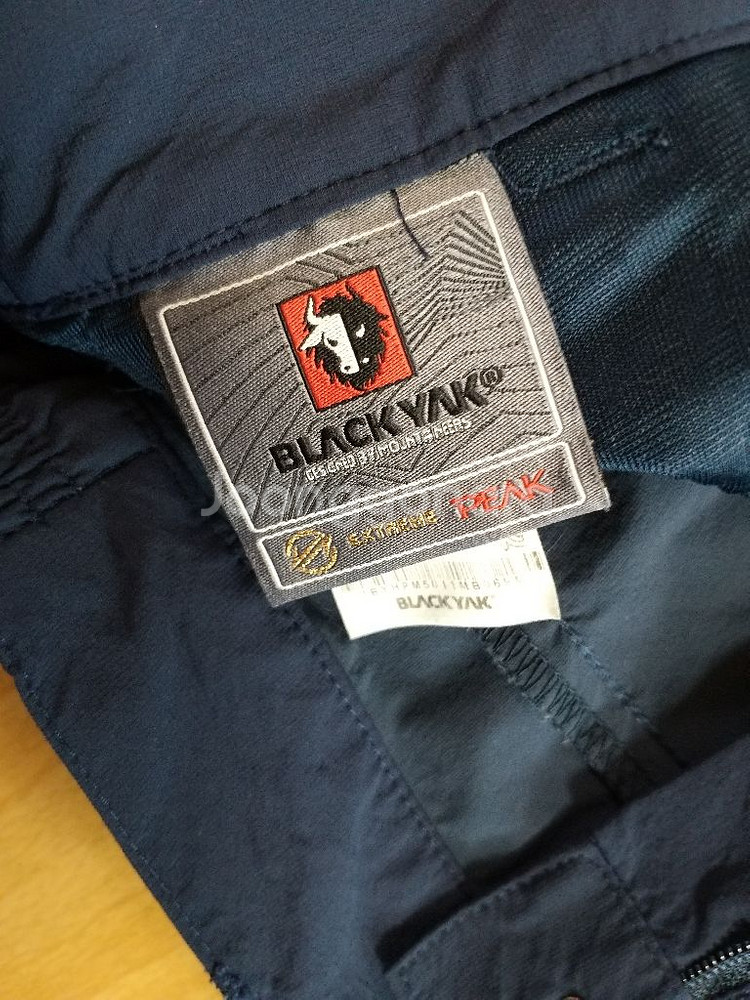 BLACKYAK®
DESIGNED BY MOUNTAINEERS
EXTREME PEAK
BLACKYAK